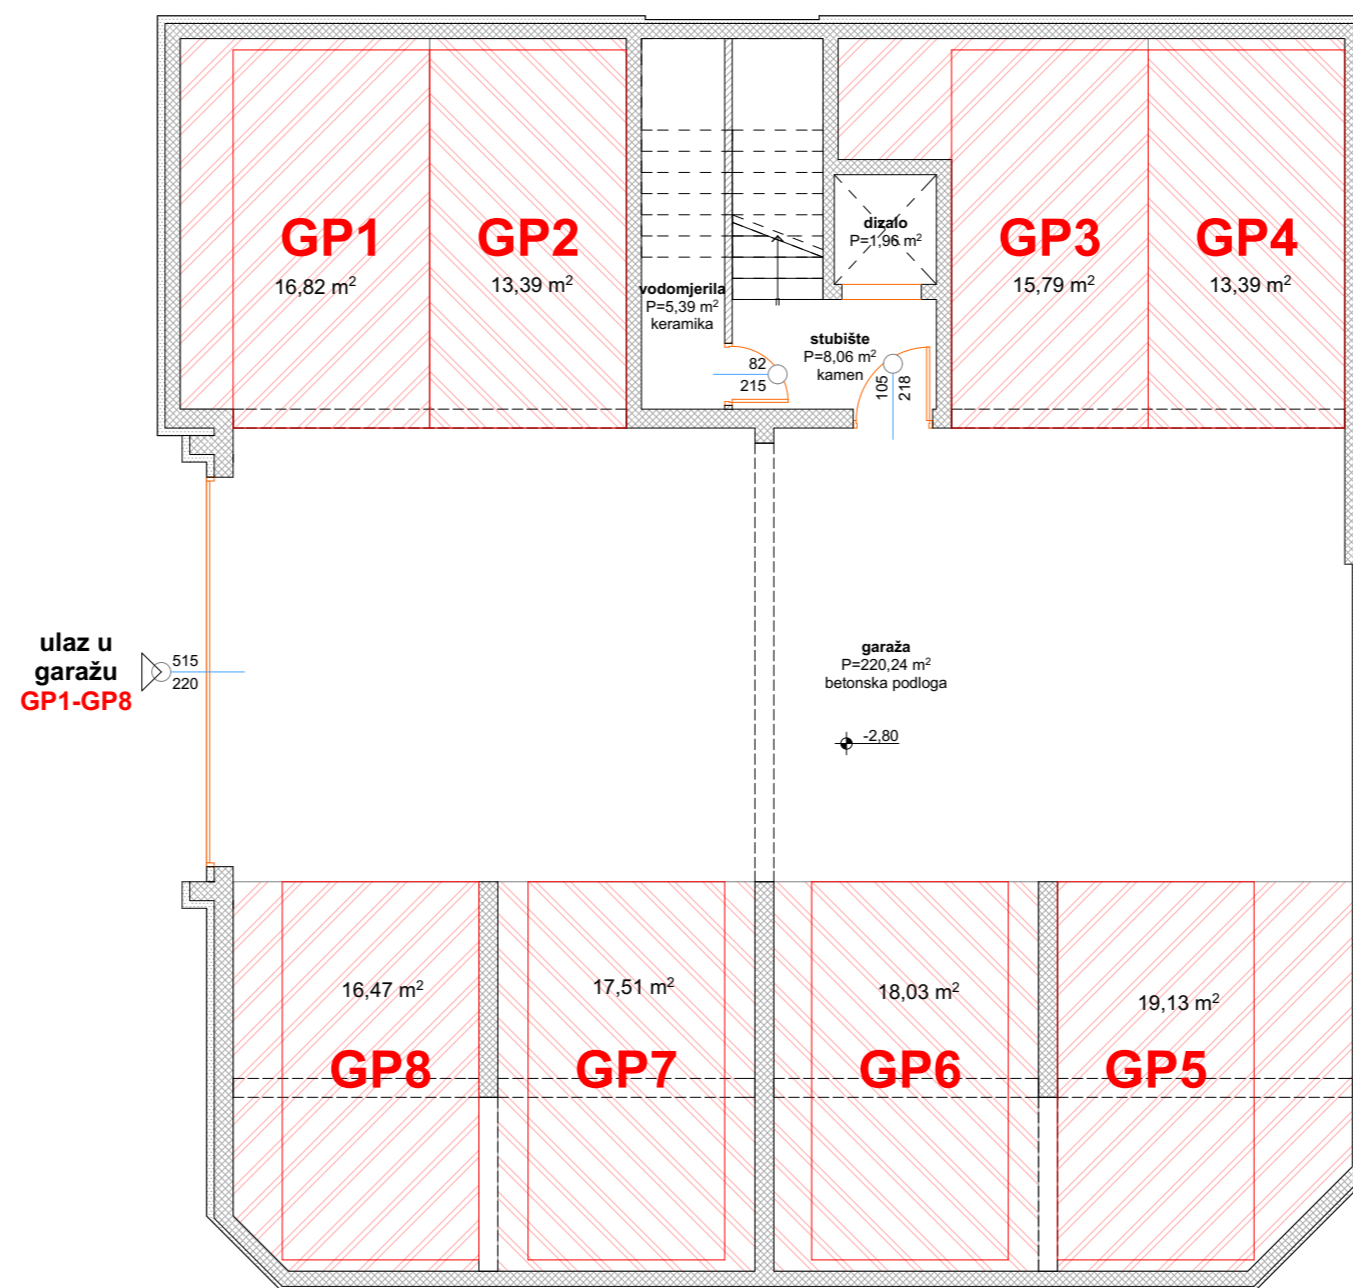 GP1
16,82 m²
GP2
13,39 m²
dizalo
P=1,96 m²
GP3
15,79 m²
GP4
13,39 m²
vodomjerila
P=5,39 m²
keramika
stubište
P=8,06 m²
kamen
82
215
105
218
ulaz u
garažu
GP1-GP8
515
220
garaža
P=220,24 m²
betonska podloga
-2,80
16,47 m²
GP8
17,51 m²
GP7
18,03 m²
GP6
19,13 m²
GP5